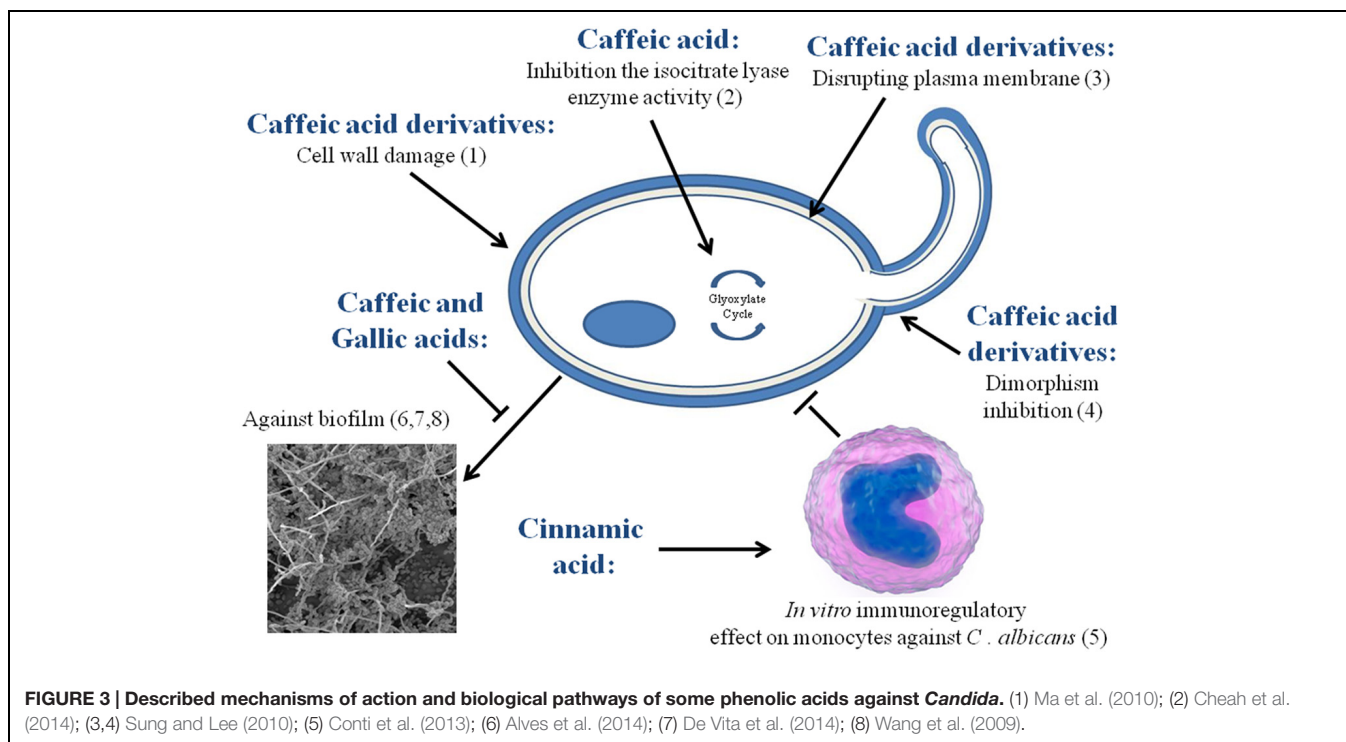 Caffeic acid:
Inhibition the isocitrate lyase
enzyme activity (2)
Caffeic acid derivatives:
Disrupting plasma membrane (3)
Caffeic acid derivatives:
Cell wall damage (1)
Glyoxylate
Cycle
Caffeic and
Gallic acids:
Against biofilm (6,7,8)
Caffeic acid
derivatives:
Dimorphism
inhibition (4)
Cinnamic
acid:
In vitro immunoregulatory
effect on monocytes against C . albicans (5)
FIGURE 3 | Described mechanisms of action and biological pathways of some phenolic acids against Candida. (1) Ma et al. (2010); (2) Cheah et al.
(2014); (3,4) Sung and Lee (2010); (5) Conti et al. (2013); (6) Alves et al. (2014); (7) De Vita et al. (2014); (8) Wang et al. (2009).